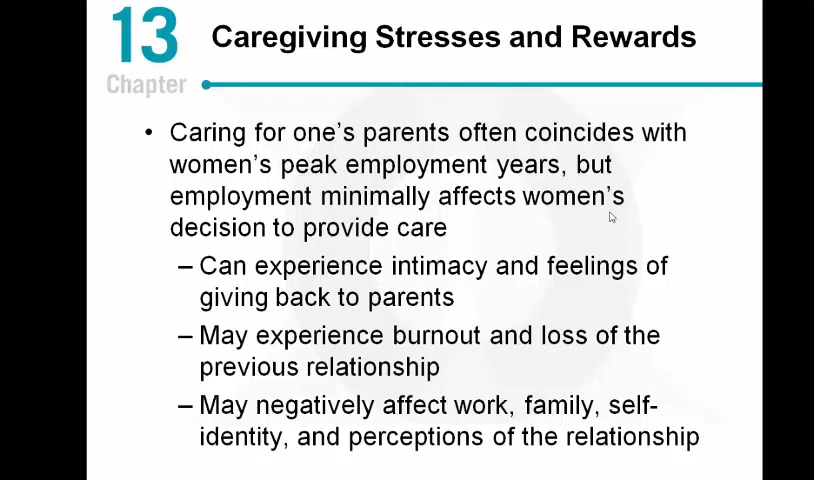 13
Chapter
Caregiving Stresses and Rewards
• Caring for one's parents often coincides with
women's peak employment years, but
employment minimally affects women's
decision to provide care
– Can experience intimacy and feelings of
giving back to parents
– May experience burnout and loss of the
previous relationship
– May negatively affect work, family, self-
identity, and perceptions of the relationship